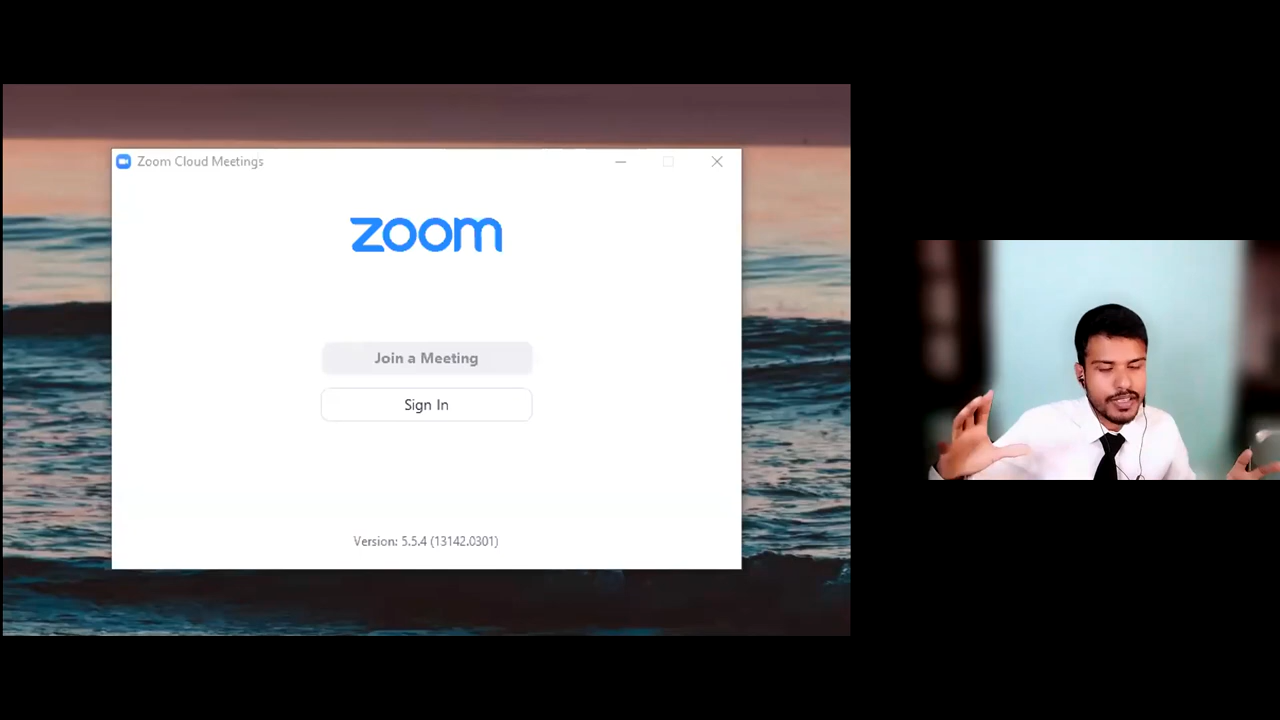 Zoom Cloud Meetings
zoom
Join a Meeting
Sign In
Version: 5.5.4 (13142.0301)